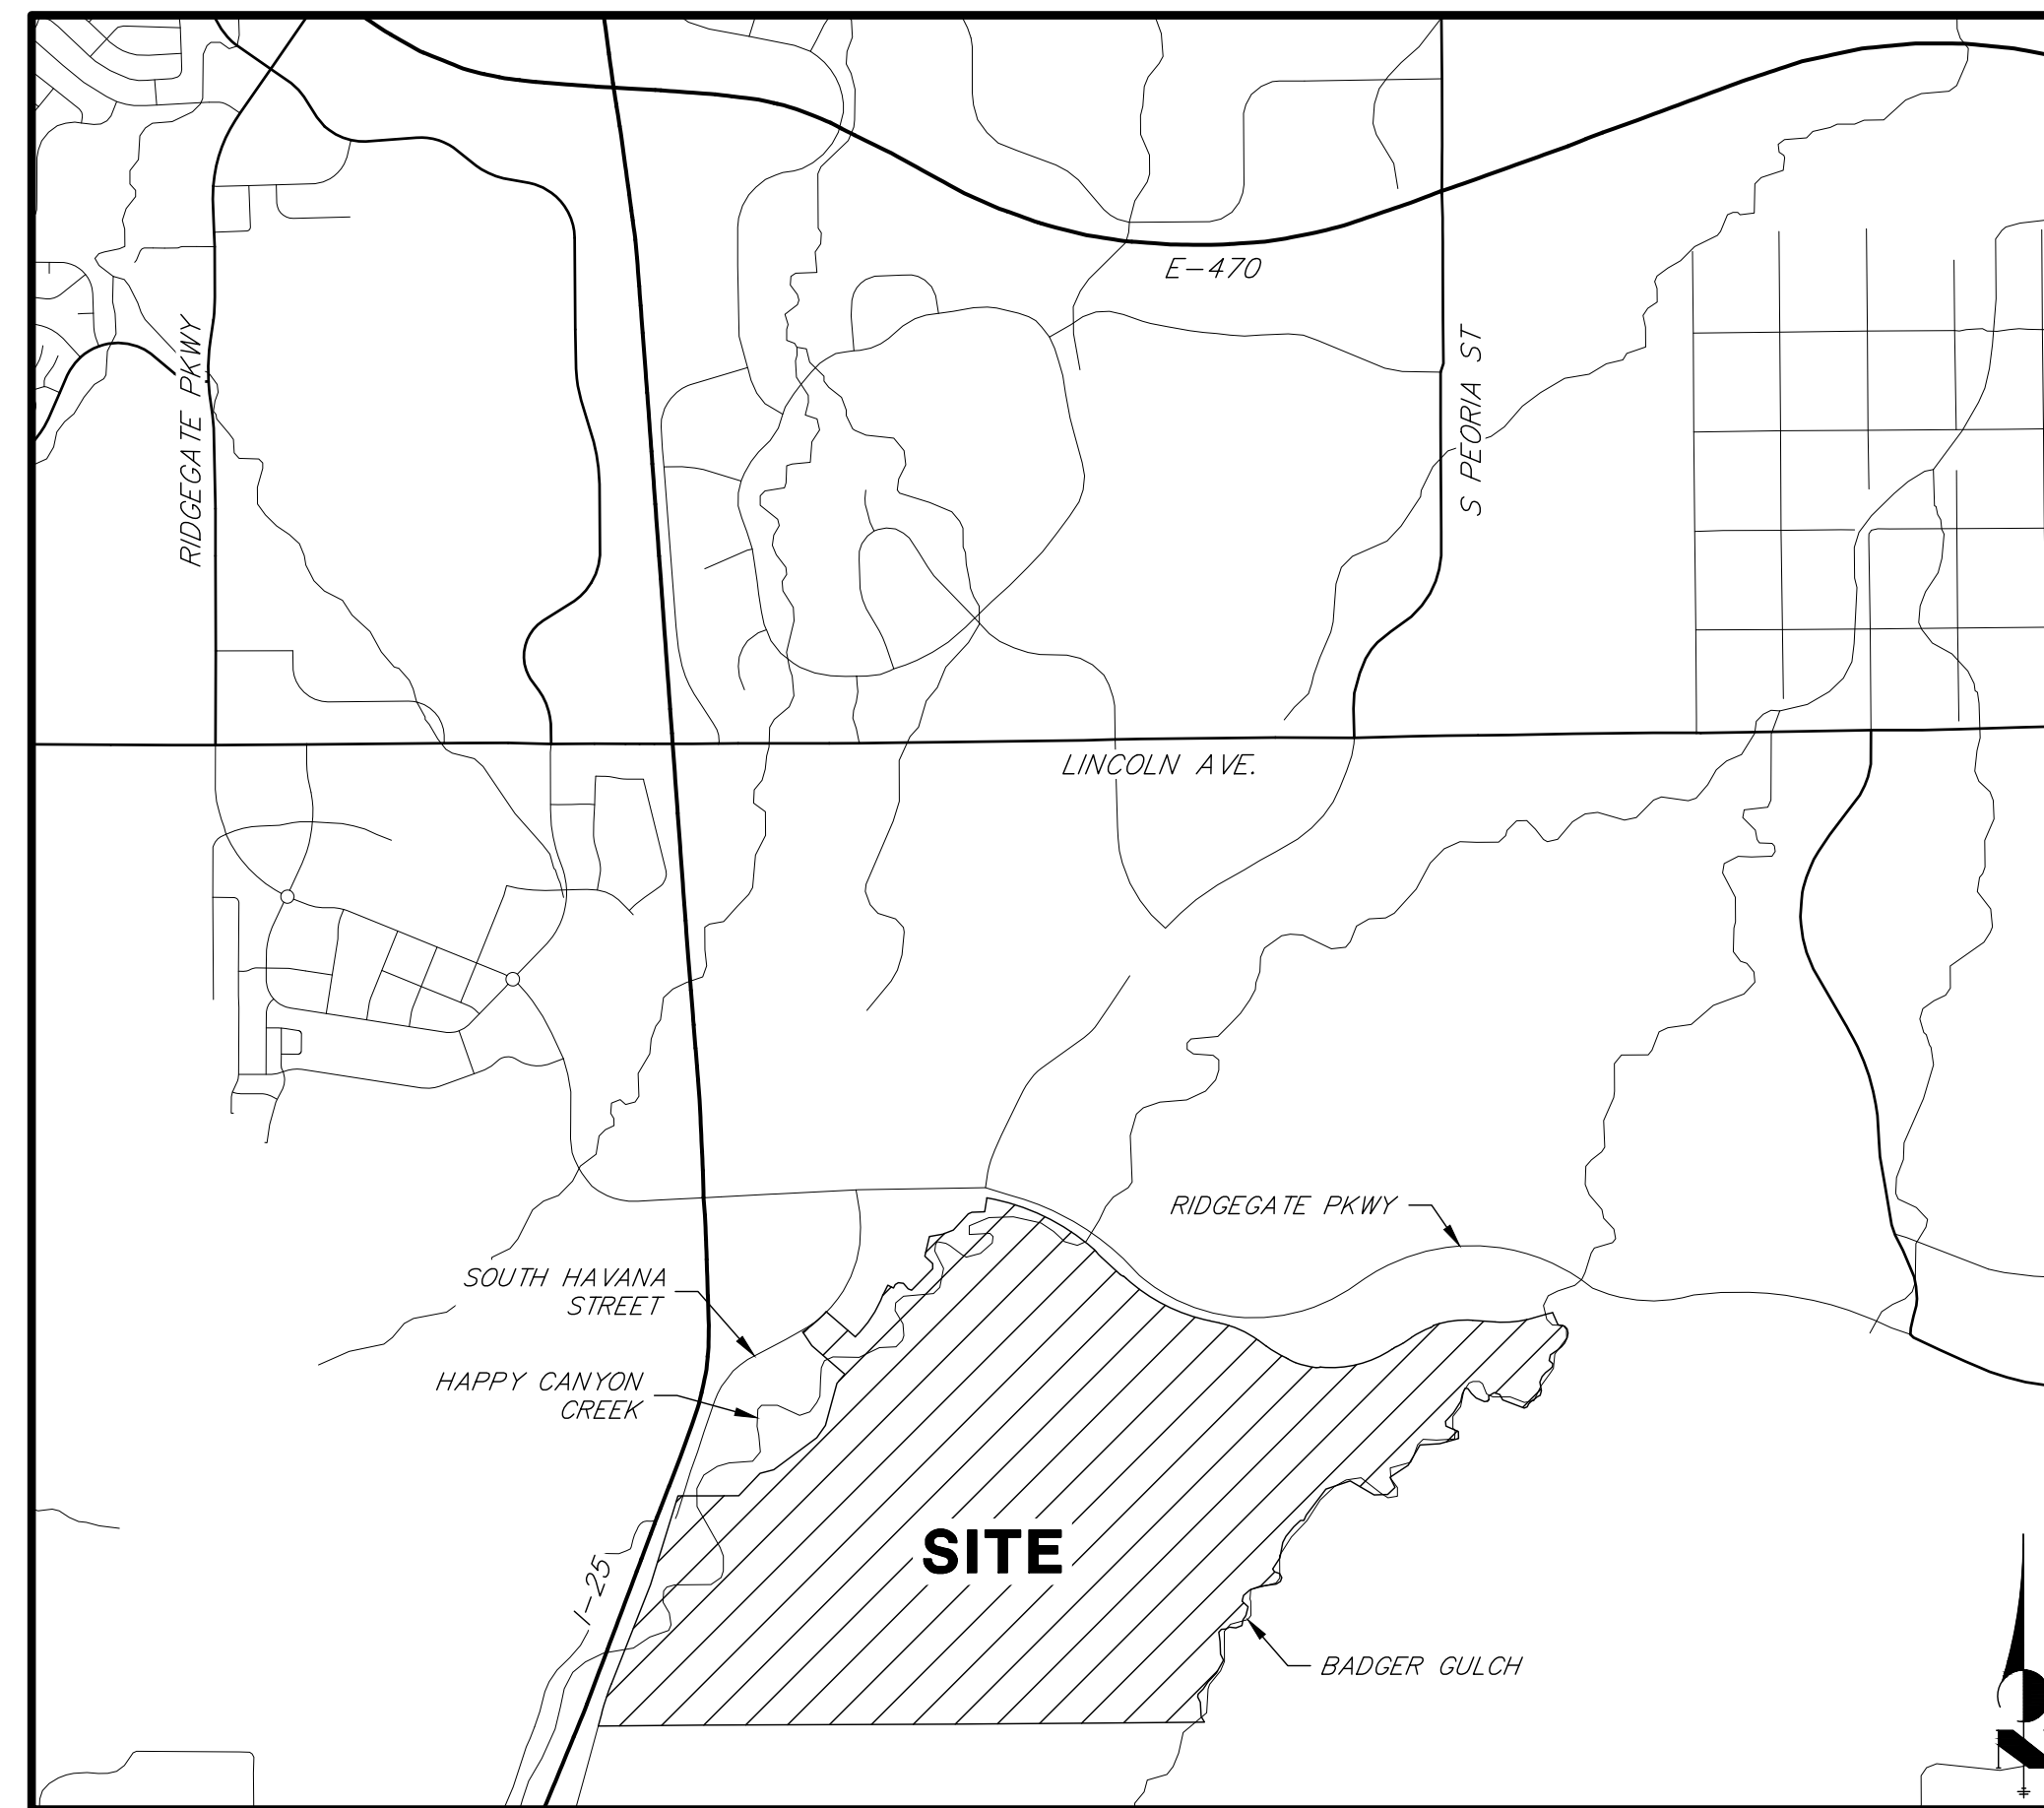 E-470
RIDGEGATE PKWY
S PEORIA ST
LINCOLN AVE.
RIDGEGATE PKWY
SOUTH HAVANA
STREET
HAPPY CANYON
CREEK
SITE
I-25
BADGER GULCH
N